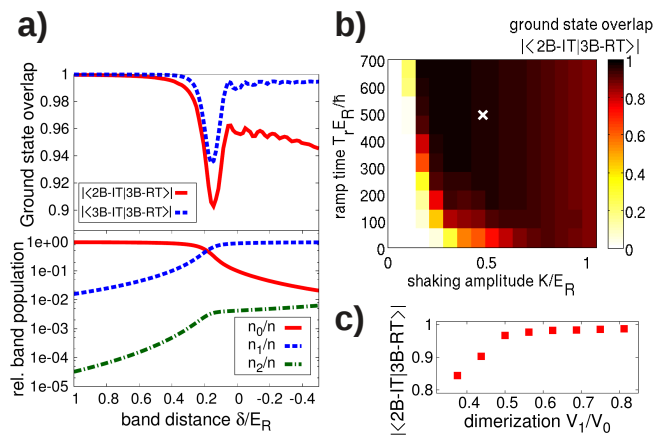 a)
Ground state overlap
1
0.98
0.96
0.94
0.92
0.9
|<2B-IT|3B-RT>|
|<3B-IT|3B-RT>|
rel. band population
1e+00
1e-01
1e-02
1e-03
1e-04
1e-05
n0/n
n1/n
n2/n
1 0.8 0.6 0.4 0.2 0 -0.2 -0.4
band distance δ/ER
b)
ground state overlap
|<2B-IT|3B-RT>|
ramp time TrER/ħ
700
600
500
400
300
200
100
0 0.5 1
shaking amplitude K/ER
1
0.8
0.6
0.4
0.2
0
c)
|<2B-IT|3B-RT>|
1
0.9
0.8
0.4 0.5 0.6 0.7 0.8
dimerization V1/V0